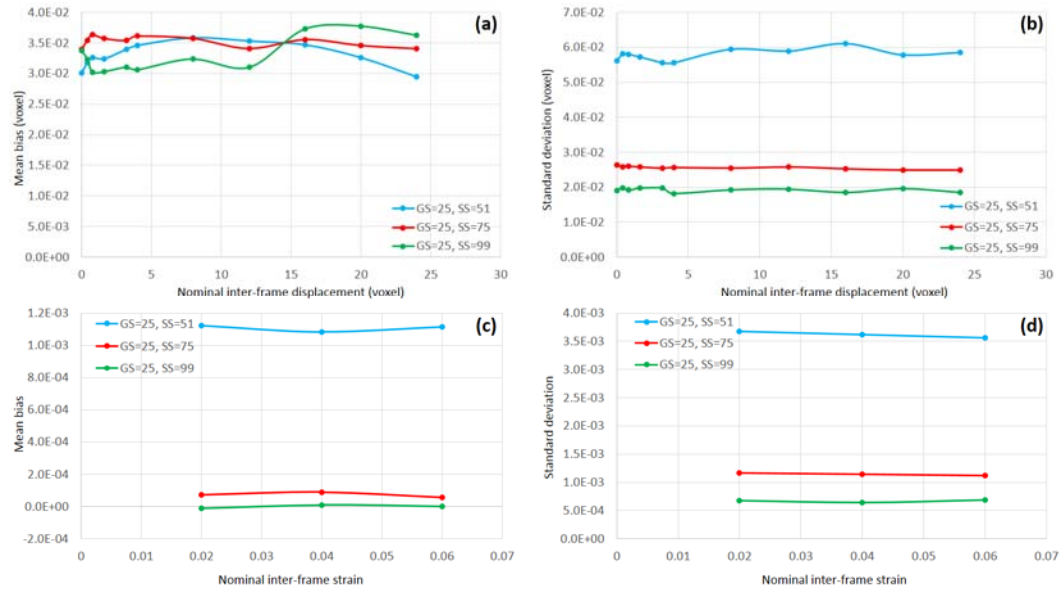 (a)
4.0E-02
3.5E-02
3.0E-02
2.5E-02
2.0E-02
1.5E-02
1.0E-02
5.0E-03
0.0E+00
Mean bias (voxel)
GS=25, SS=51
GS=25, SS=75
GS=25, SS=99
0 5 10 15 20 25 30
Nominal inter-frame displacement (voxel)
(b)
7.0E-02
6.0E-02
5.0E-02
4.0E-02
3.0E-02
2.0E-02
1.0E-02
0.0E+00
Standard deviation (voxel)
GS=25, SS=51
GS=25, SS=75
GS=25, SS=99
0 5 10 15 20 25 30
Nominal inter-frame displacement (voxel)
(c)
1.2E-03
1.0E-03
8.0E-04
6.0E-04
4.0E-04
2.0E-04
0.0E+00
-2.0E-04
Mean bias
GS=25, SS=51
GS=25, SS=75
GS=25, SS=99
0 0.01 0.02 0.03 0.04 0.05 0.06 0.07
Nominal inter-frame strain
(d)
4.0E-03
3.5E-03
3.0E-03
2.5E-03
2.0E-03
1.5E-03
1.0E-03
5.0E-04
0.0E+00
Standard deviation
GS=25, SS=51
GS=25, SS=75
GS=25, SS=99
0 0.01 0.02 0.03 0.04 0.05 0.06 0.07
Nominal inter-frame strain